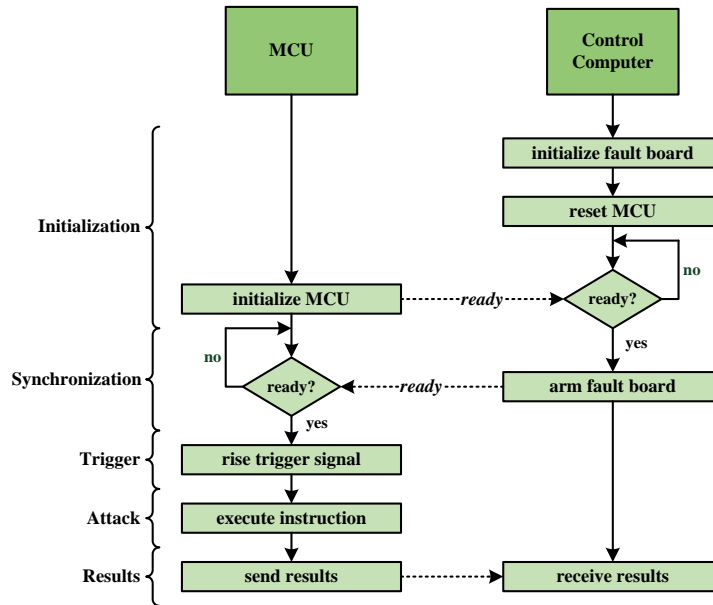 MCU
Control
Computer
initialize fault board
reset MCU
Initialization
no
initialize MCU
ready
ready?
yes
no
Synchronization
ready?
ready
arm fault board
yes
Trigger
rise trigger signal
Attack
execute instruction
Results
send results
receive results